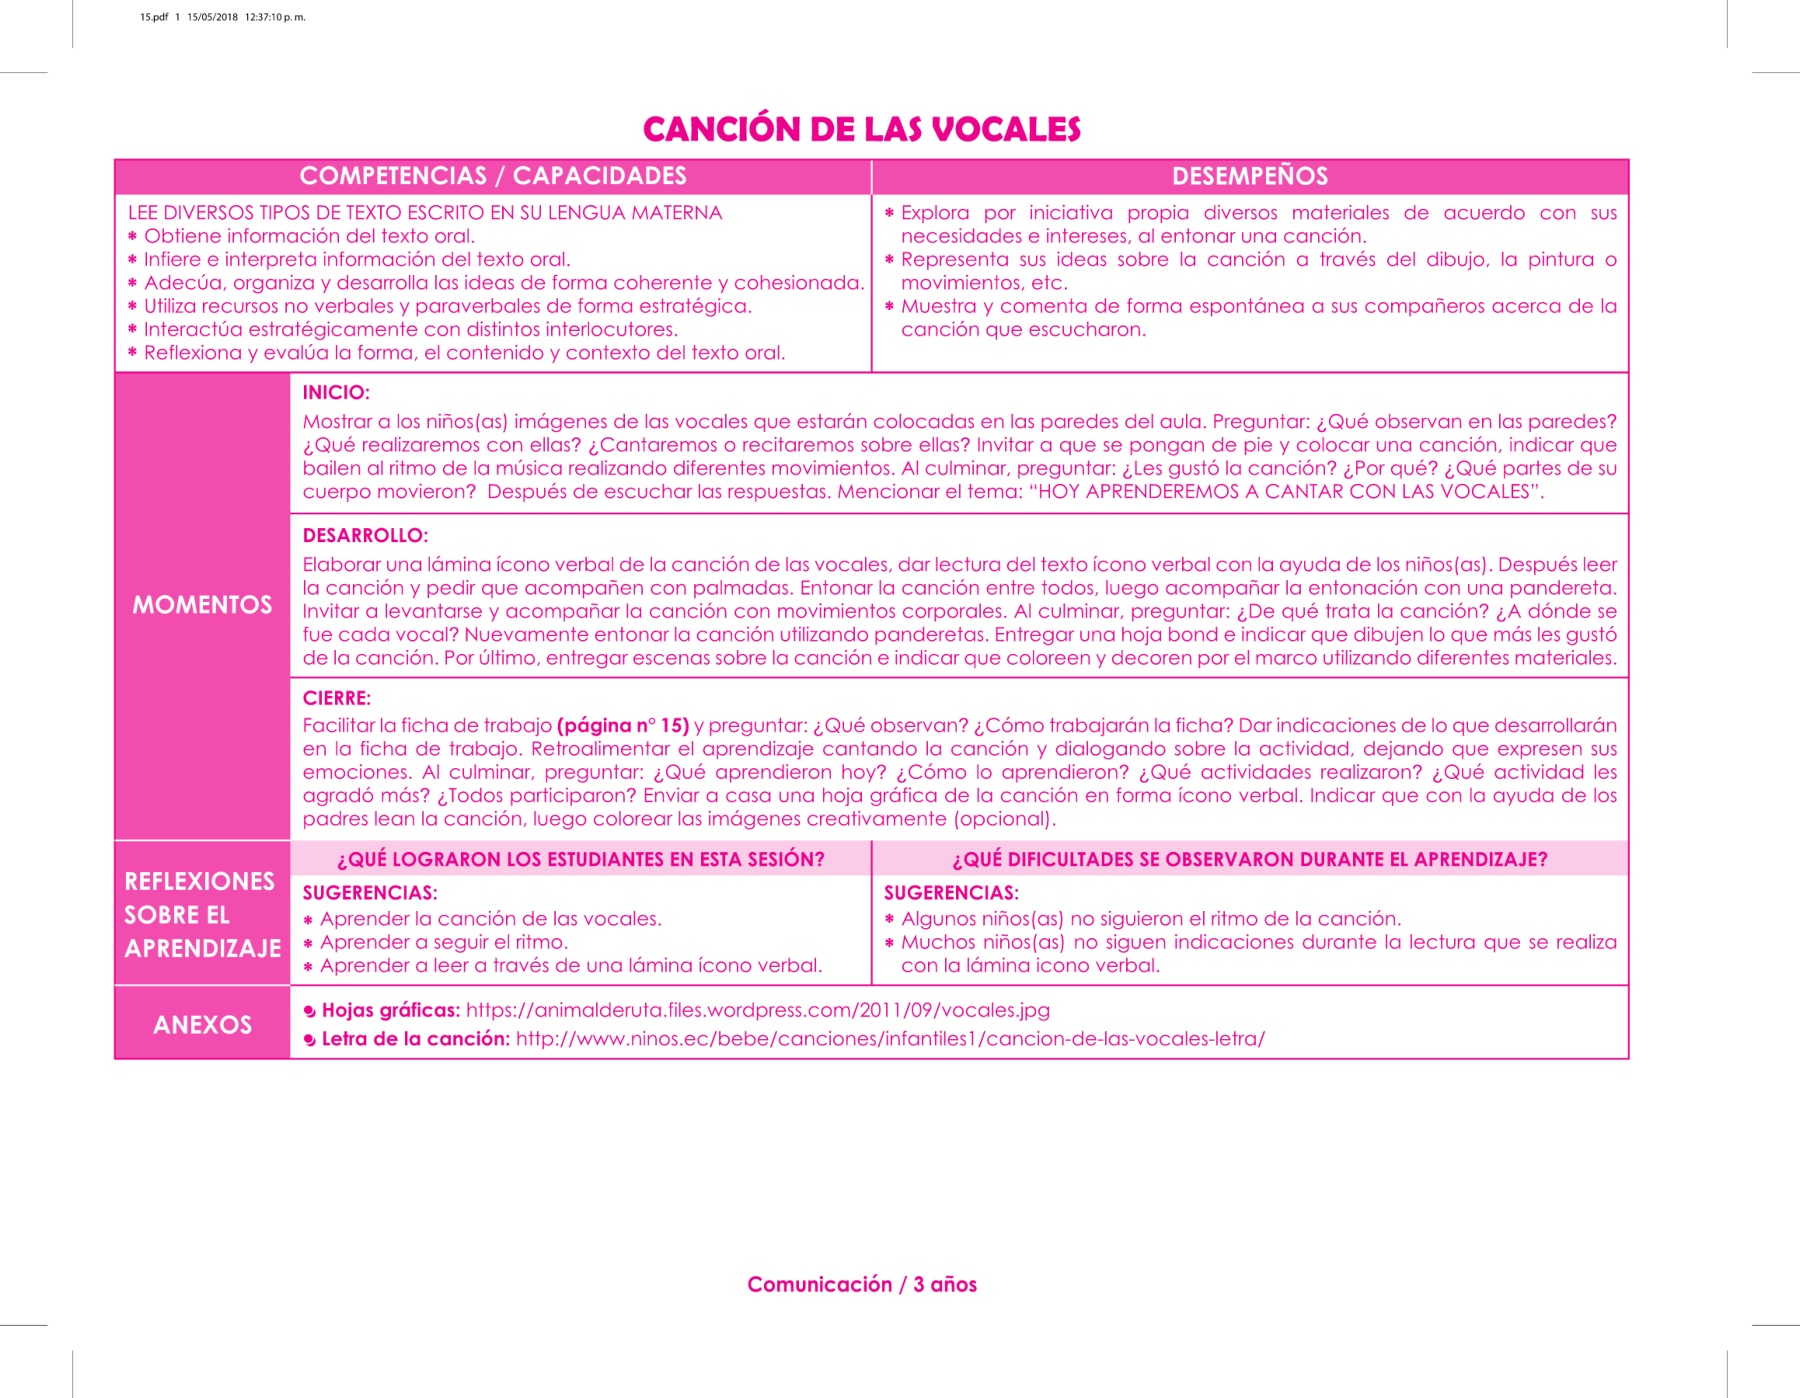 15.pdf 1 15/05/2018 12:37:10 p. m.
CANCIÓN DE LAS VOCALES
COMPETENCIAS / CAPACIDADES
LEE DIVERSOS TIPOS DE TEXTO ESCRITO EN SU LENGUA MATERNA
* Obtiene información del texto oral.
* Infiere e interpreta información del texto oral.
* Adecúa, organiza y desarrolla las ideas de forma coherente y cohesionada.
* Utiliza recursos no verbales y paraverbales de forma estratégica.
* Interactúa estratégicamente con distintos interlocutores.
* Reflexiona y evalúa la forma, el contenido y contexto del texto oral.
DESEMPEÑOS
* Explora por iniciativa propia diversos materiales de acuerdo con sus
necesidades e intereses, al entonar una canción.
* Representa sus ideas sobre la canción a través del dibujo, la pintura o
movimientos, etc.
* Muestra y comenta de forma espontánea a sus compañeros acerca de la
canción que escucharon.
MOMENTOS
INICIO:
Mostrar a los niños(as) imágenes de las vocales que estarán colocadas en las paredes del aula. Preguntar: ¿Qué observan en las paredes?
¿Qué realizaremos con ellas? ¿Cantaremos o recitaremos sobre ellas? Invitar a que se pongan de pie y colocar una canción, indicar que
bailen al ritmo de la música realizando diferentes movimientos. Al culminar, preguntar: ¿Les gustó la canción? ¿Por qué? ¿Qué partes de su
cuerpo movieron?  Después de escuchar las respuestas. Mencionar el tema: “HOY APRENDEREMOS A CANTAR CON LAS VOCALES”.
DESARROLLO:
Elaborar una lámina ícono verbal de la canción de las vocales, dar lectura del texto ícono verbal con la ayuda de los niños(as). Después leer
la canción y pedir que acompañen con palmadas. Entonar la canción entre todos, luego acompañar la entonación con una pandereta.
Invitar a levantarse y acompañar la canción con movimientos corporales. Al culminar, preguntar: ¿De qué trata la canción? ¿A dónde se
fue cada vocal? Nuevamente entonar la canción utilizando panderetas. Entregar una hoja bond e indicar que dibujen lo que más les gustó
de la canción. Por último, entregar escenas sobre la canción e indicar que coloreen y decoren por el marco utilizando diferentes materiales.
CIERRE:
Facilitar la ficha de trabajo (página n° 15) y preguntar: ¿Qué observan? ¿Cómo trabajarán la ficha? Dar indicaciones de lo que desarrollarán
en la ficha de trabajo. Retroalimentar el aprendizaje cantando la canción y dialogando sobre la actividad, dejando que expresen sus
emociones. Al culminar, preguntar: ¿Qué aprendieron hoy? ¿Cómo lo aprendieron? ¿Qué actividades realizaron? ¿Qué actividad les
agradó más? ¿Todos participaron? Enviar a casa una hoja gráfica de la canción en forma ícono verbal. Indicar que con la ayuda de los
padres lean la canción, luego colorear las imágenes creativamente (opcional).
REFLEXIONES
SOBRE EL
APRENDIZAJE
¿QUÉ LOGRARON LOS ESTUDIANTES EN ESTA SESIÓN?
SUGERENCIAS:
* Aprender la canción de las vocales.
* Aprender a seguir el ritmo.
* Aprender a leer a través de una lámina ícono verbal.
¿QUÉ DIFICULTADES SE OBSERVARON DURANTE EL APRENDIZAJE?
SUGERENCIAS:
* Algunos niños(as) no siguieron el ritmo de la canción.
* Muchos niños(as) no siguen indicaciones durante la lectura que se realiza
con la lámina icono verbal.
ANEXOS
Hojas gráficas: https://animalderuta.files.wordpress.com/2011/09/vocales.jpg
Letra de la canción: http://www.ninos.ec/bebe/canciones/infantiles1/cancion-de-las-vocales-letra/
Comunicación / 3 años